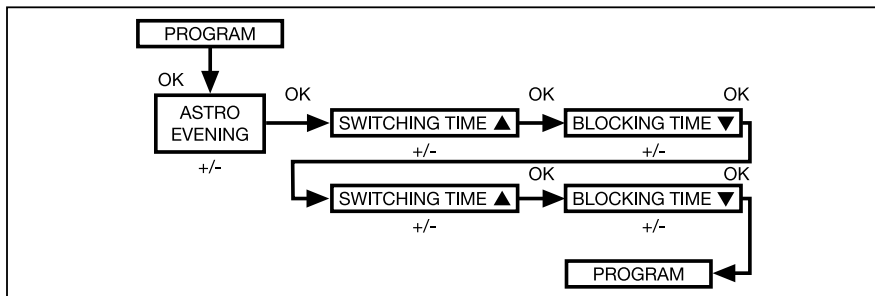 PROGRAM
OK
ASTRO
EVENING
+/-
OK
SWITCHING TIME ▲
+/-
OK
BLOCKING TIME ▼
+/-
OK
SWITCHING TIME ▲
+/-
OK
BLOCKING TIME ▼
+/-
OK
PROGRAM